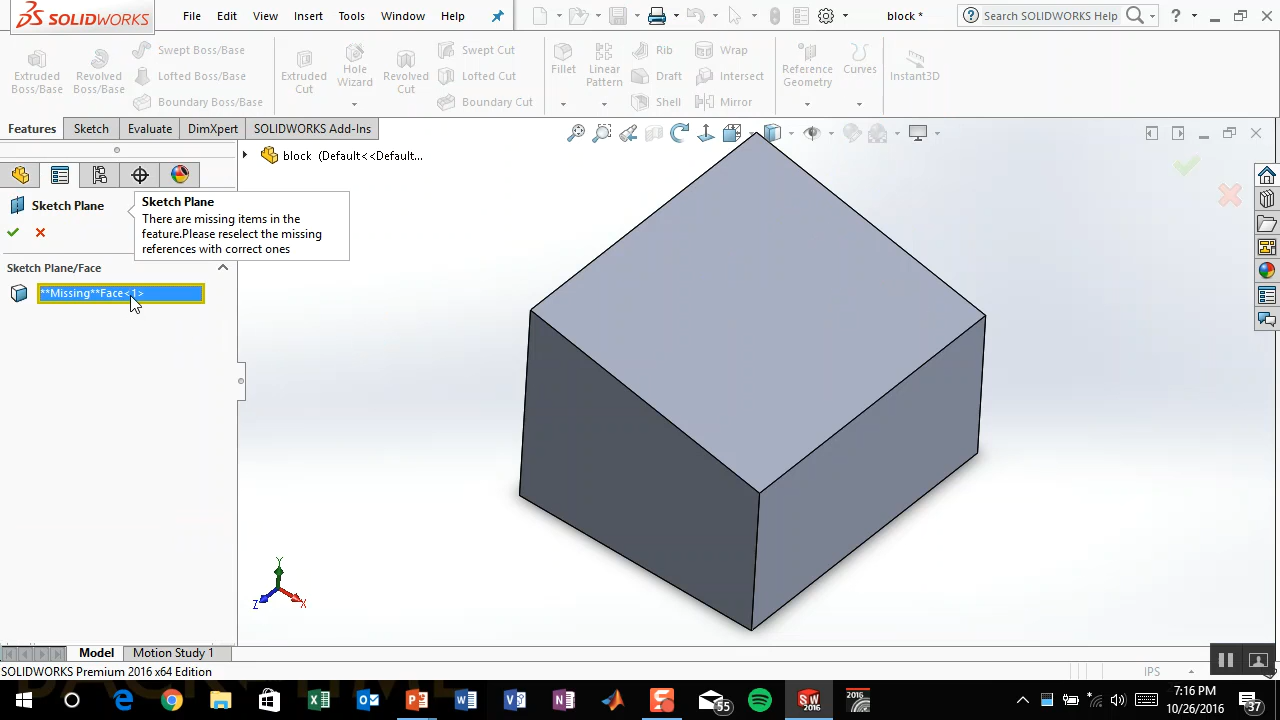 SOLIDWORKS
File Edit View Insert Tools Window Help
block *
Search SOLIDWORKS Help
Extruded Boss/Base
Revolved Boss/Base
Swept Boss/Base
Lofted Boss/Base
Boundary Boss/Base
Extruded Cut
Hole Wizard
Revolved Cut
Swept Cut
Lofted Cut
Boundary Cut
Fillet
Linear Pattern
Rib
Draft
Shell
Wrap
Intersect
Mirror
Reference Geometry
Curves
Instant3D
Features Sketch Evaluate DimXpert SOLIDWORKS Add-Ins
block (Default<<Default...
Sketch Plane
Sketch Plane
There are missing items in the
feature.Please reselect the missing
references with correct ones
Sketch Plane/Face
**Missing**Face<1>
Y
Z
X
Model Motion Study 1
SOLIDWORKS Premium 2016 x64 Edition
IPS
55
SW 2016
2016
7:16 PM
10/26/2016
37